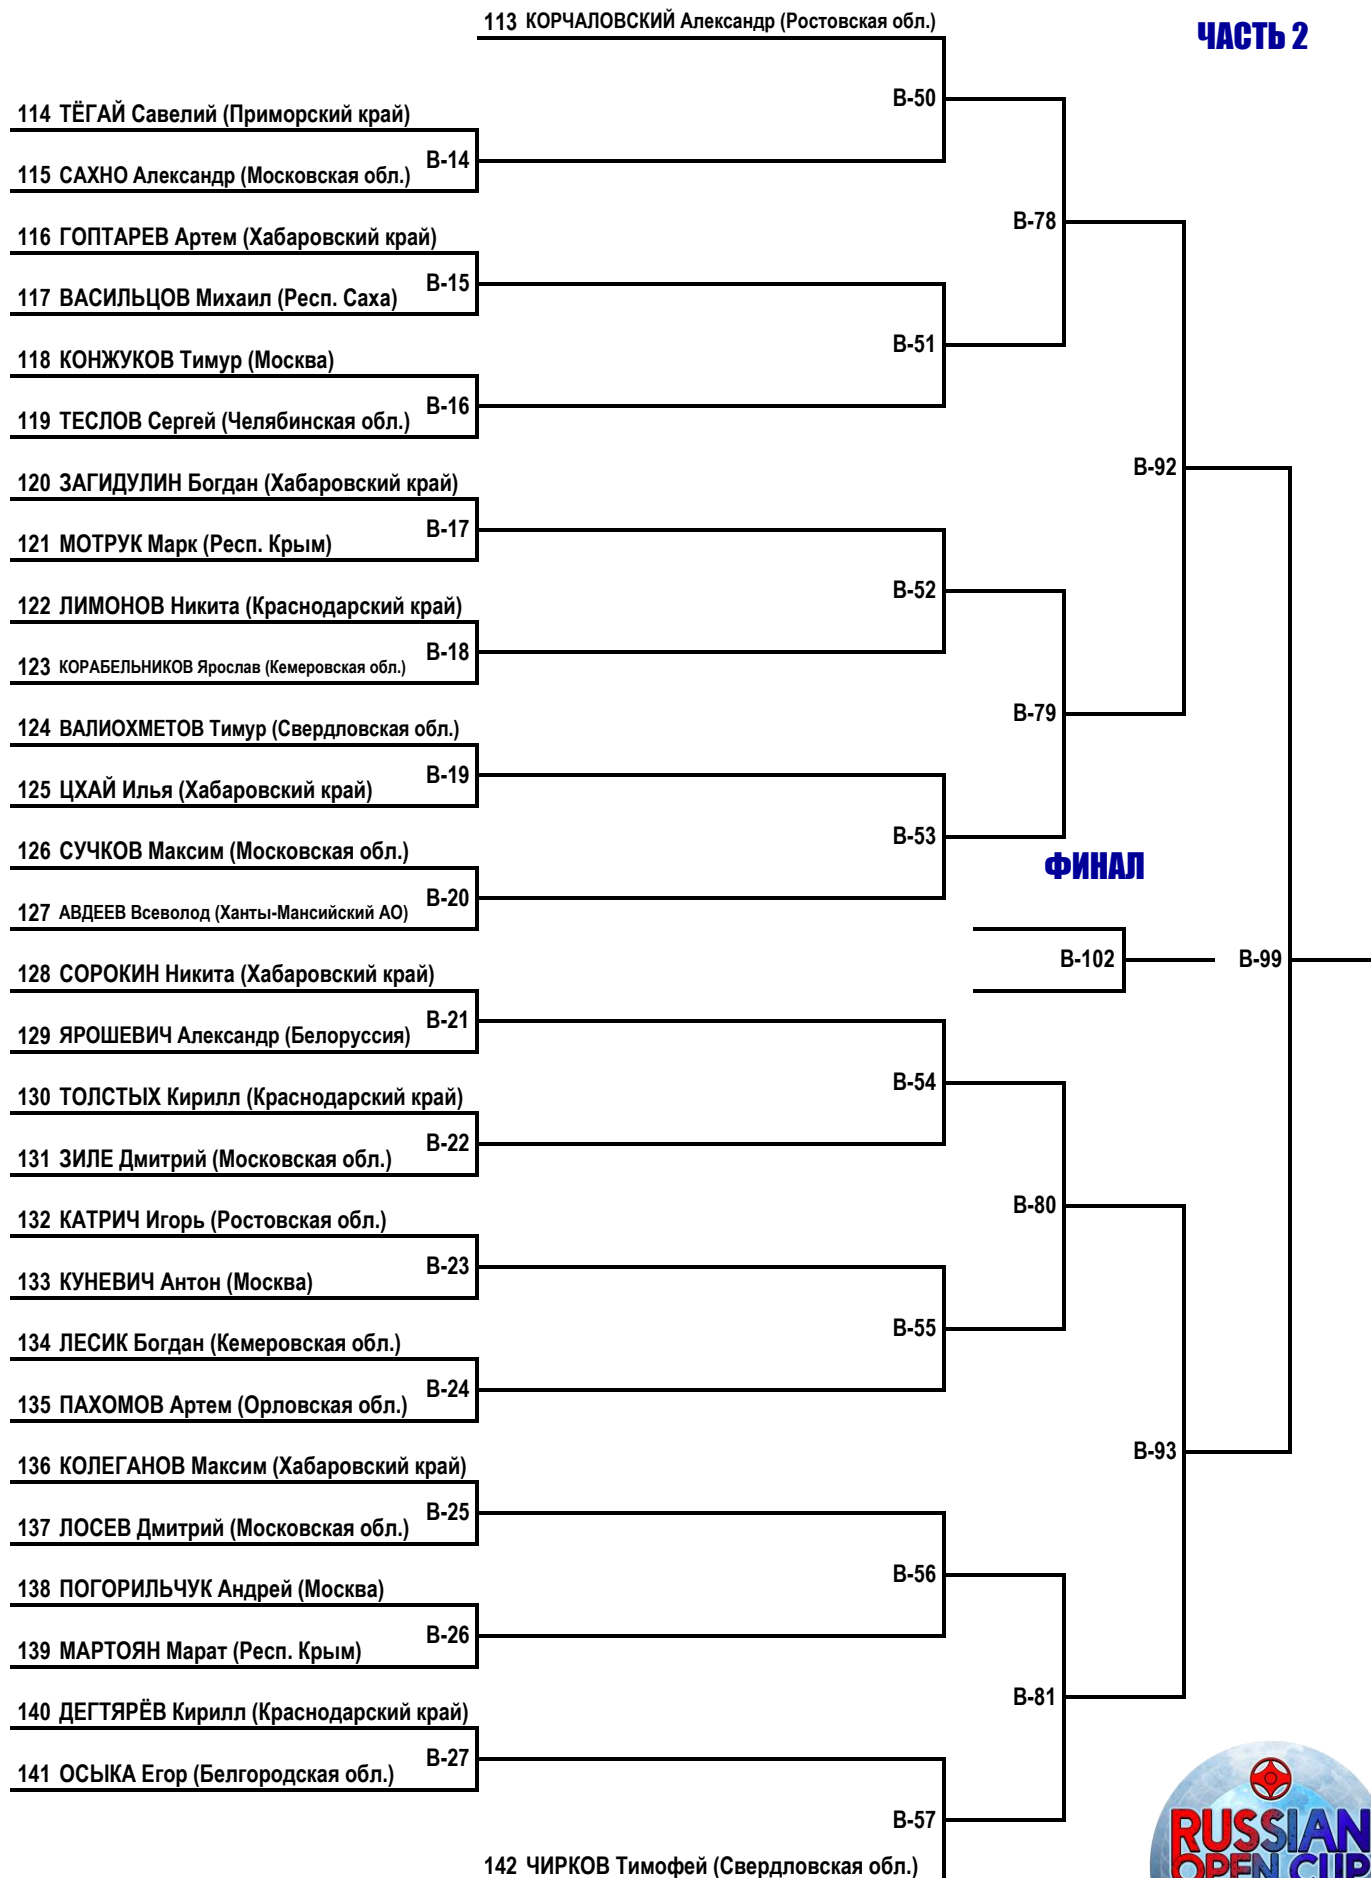 113 КОРЧАЛОВСКИЙ Александр (Ростовская обл.)
ЧАСТЬ 2
B-50
114 ТЁГАЙ Савелий (Приморский край)
B-14
115 САХНО Александр (Московская обл.)
B-78
116 ГОПТАРЕВ Артем (Хабаровский край)
B-15
117 ВАСИЛЬЦОВ Михаил (Респ. Саха)
B-51
118 КОНЖУКОВ Тимур (Москва)
B-16
119 ТЕСЛОВ Сергей (Челябинская обл.)
B-92
120 ЗАГИДУЛИН Богдан (Хабаровский край)
B-17
121 МОТРУК Марк (Респ. Крым)
B-52
122 ЛИМОНОВ Никита (Краснодарский край)
B-18
123 КОРАБЕЛЬНИКОВ Ярослав (Кемеровская обл.)
B-79
124 ВАЛИОХМЕТОВ Тимур (Свердловская обл.)
B-19
125 ЦХАЙ Илья (Хабаровский край)
B-53
126 СУЧКОВ Максим (Московская обл.)
ФИНАЛ
B-20
127 АВДЕЕВ Всеволод (Ханты-Мансийский АО)
B-102
B-99
128 СОРОКИН Никита (Хабаровский край)
B-21
129 ЯРОШЕВИЧ Александр (Белоруссия)
B-54
130 ТОЛСТЫХ Кирилл (Краснодарский край)
B-22
131 ЗИЛЕ Дмитрий (Московская обл.)
B-80
132 КАТРИЧ Игорь (Ростовская обл.)
B-23
133 КУНЕВИЧ Антон (Москва)
B-55
134 ЛЕСИК Богдан (Кемеровская обл.)
B-24
135 ПАХОМОВ Артем (Орловская обл.)
B-93
136 КОЛЕГАНОВ Максим (Хабаровский край)
B-25
137 ЛОСЕВ Дмитрий (Московская обл.)
B-56
138 ПОГОРИЛЬЧУК Андрей (Москва)
B-26
139 МАРТОЯН Марат (Респ. Крым)
B-81
140 ДЕГТЯРЁВ Кирилл (Краснодарский край)
B-27
141 ОСЫКА Егор (Белгородская обл.)
B-57
142 ЧИРКОВ Тимофей (Свердловская обл.)
RUSSIAN
OPEN CUP